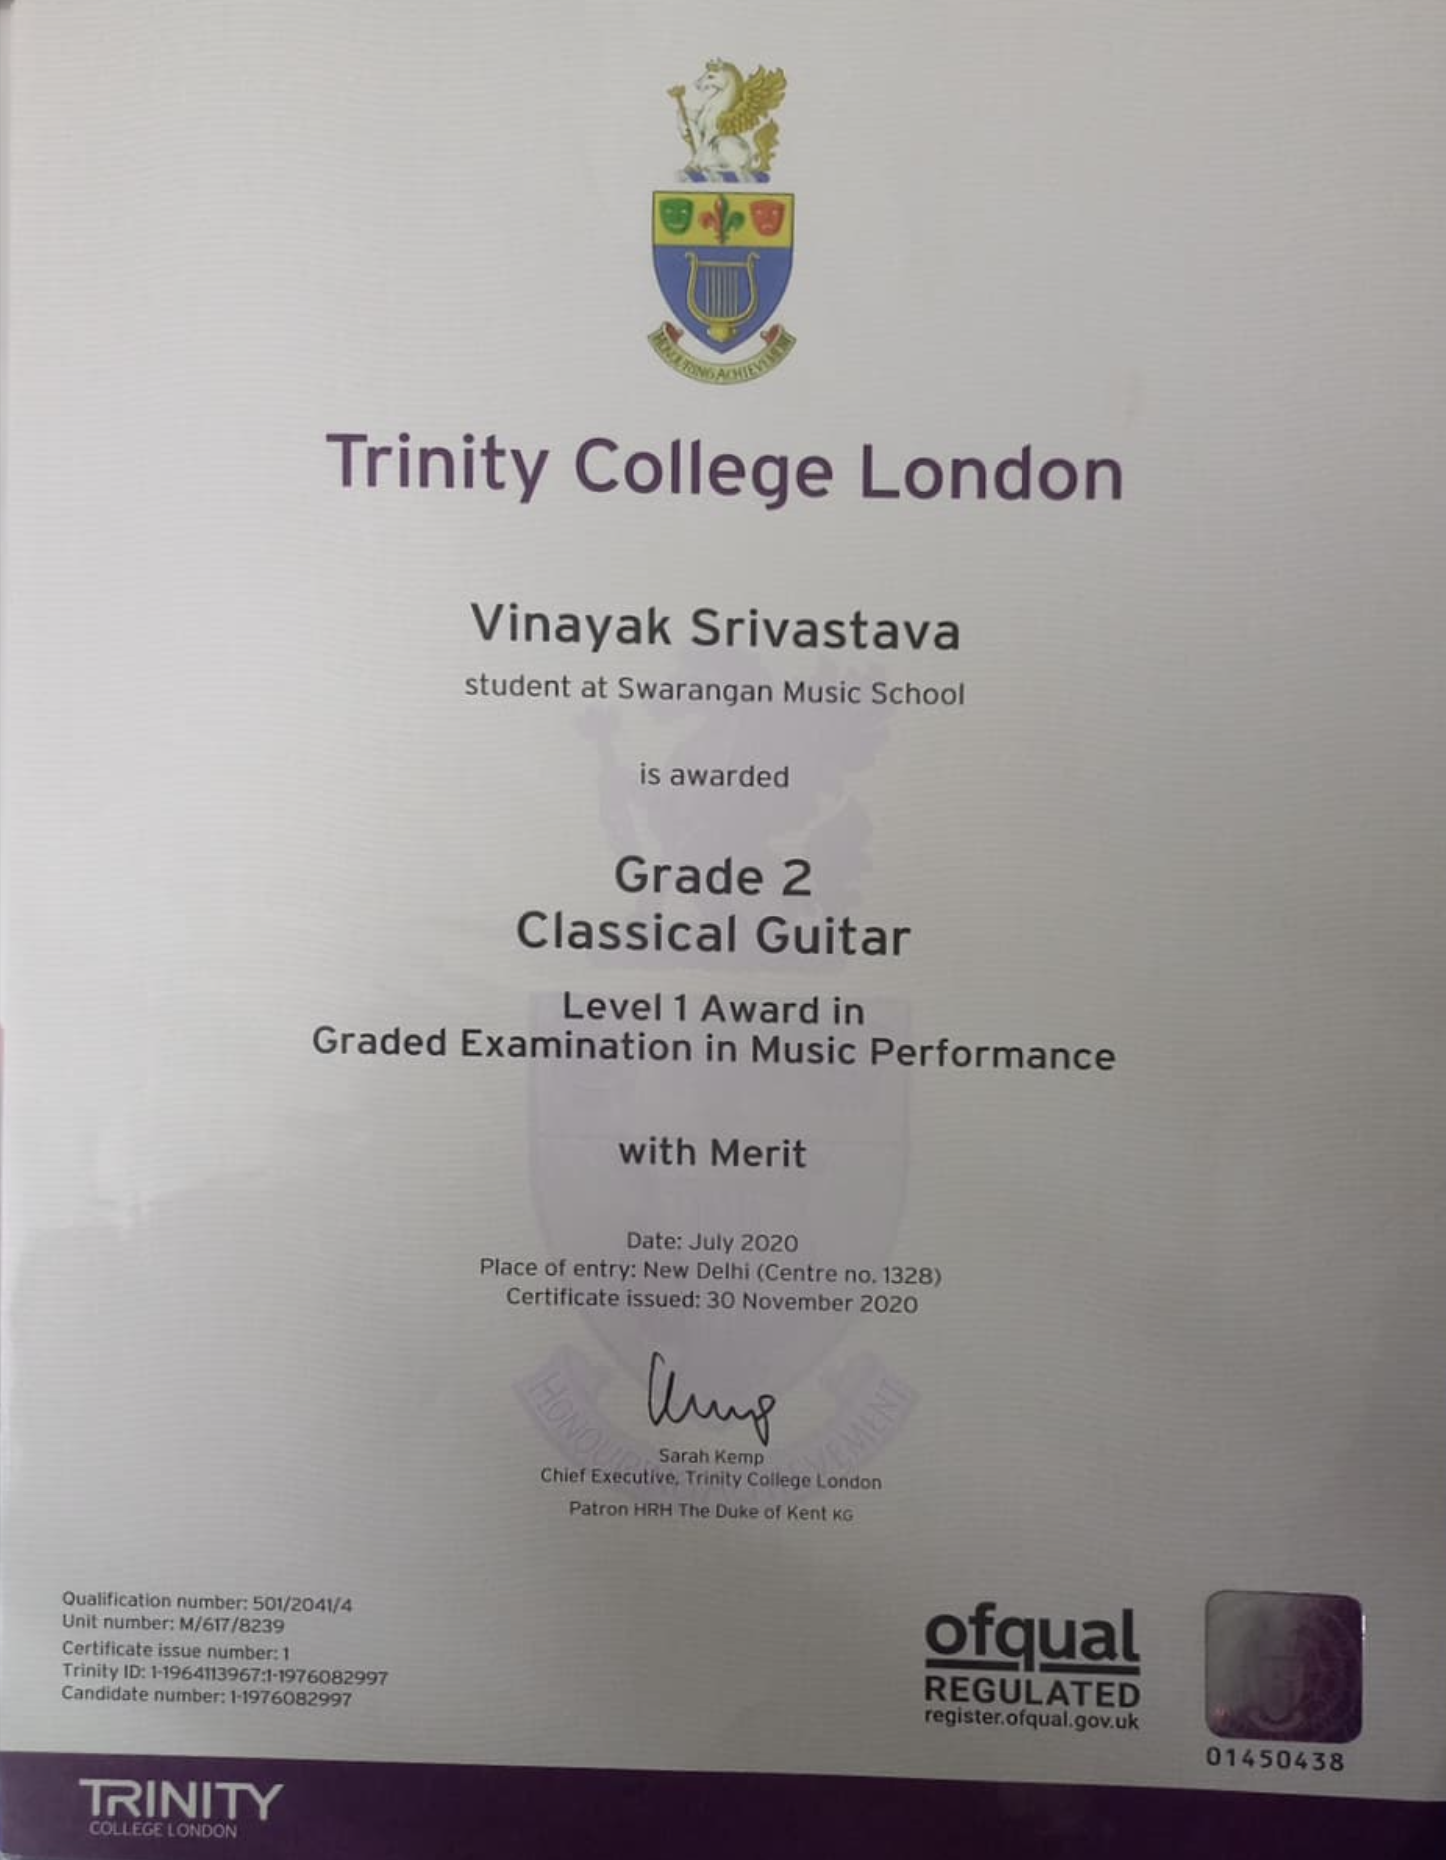 HONOURING ACHIEVEMENT
Trinity College London
Vinayak Srivastava
student at Swarangan Music School
is awarded
Grade 2
Classical Guitar
Level 1 Award in
Graded Examination in Music Performance
with Merit
Date: July 2020
Place of entry: New Delhi (Centre no. 1328)
Certificate issued: 30 November 2020
Sarah Kemp
Chief Executive, Trinity College London
Patron HRH The Duke of Kent KG
Qualification number: 501/2041/4
Unit number: M/617/8239
Certificate issue number: 1
Trinity ID: 1-1964113967:1-1976082997
Candidate number: 1-1976082997
ofqual
REGULATED
register.ofqual.gov.uk
01450438
TRINITY
COLLEGE LONDON